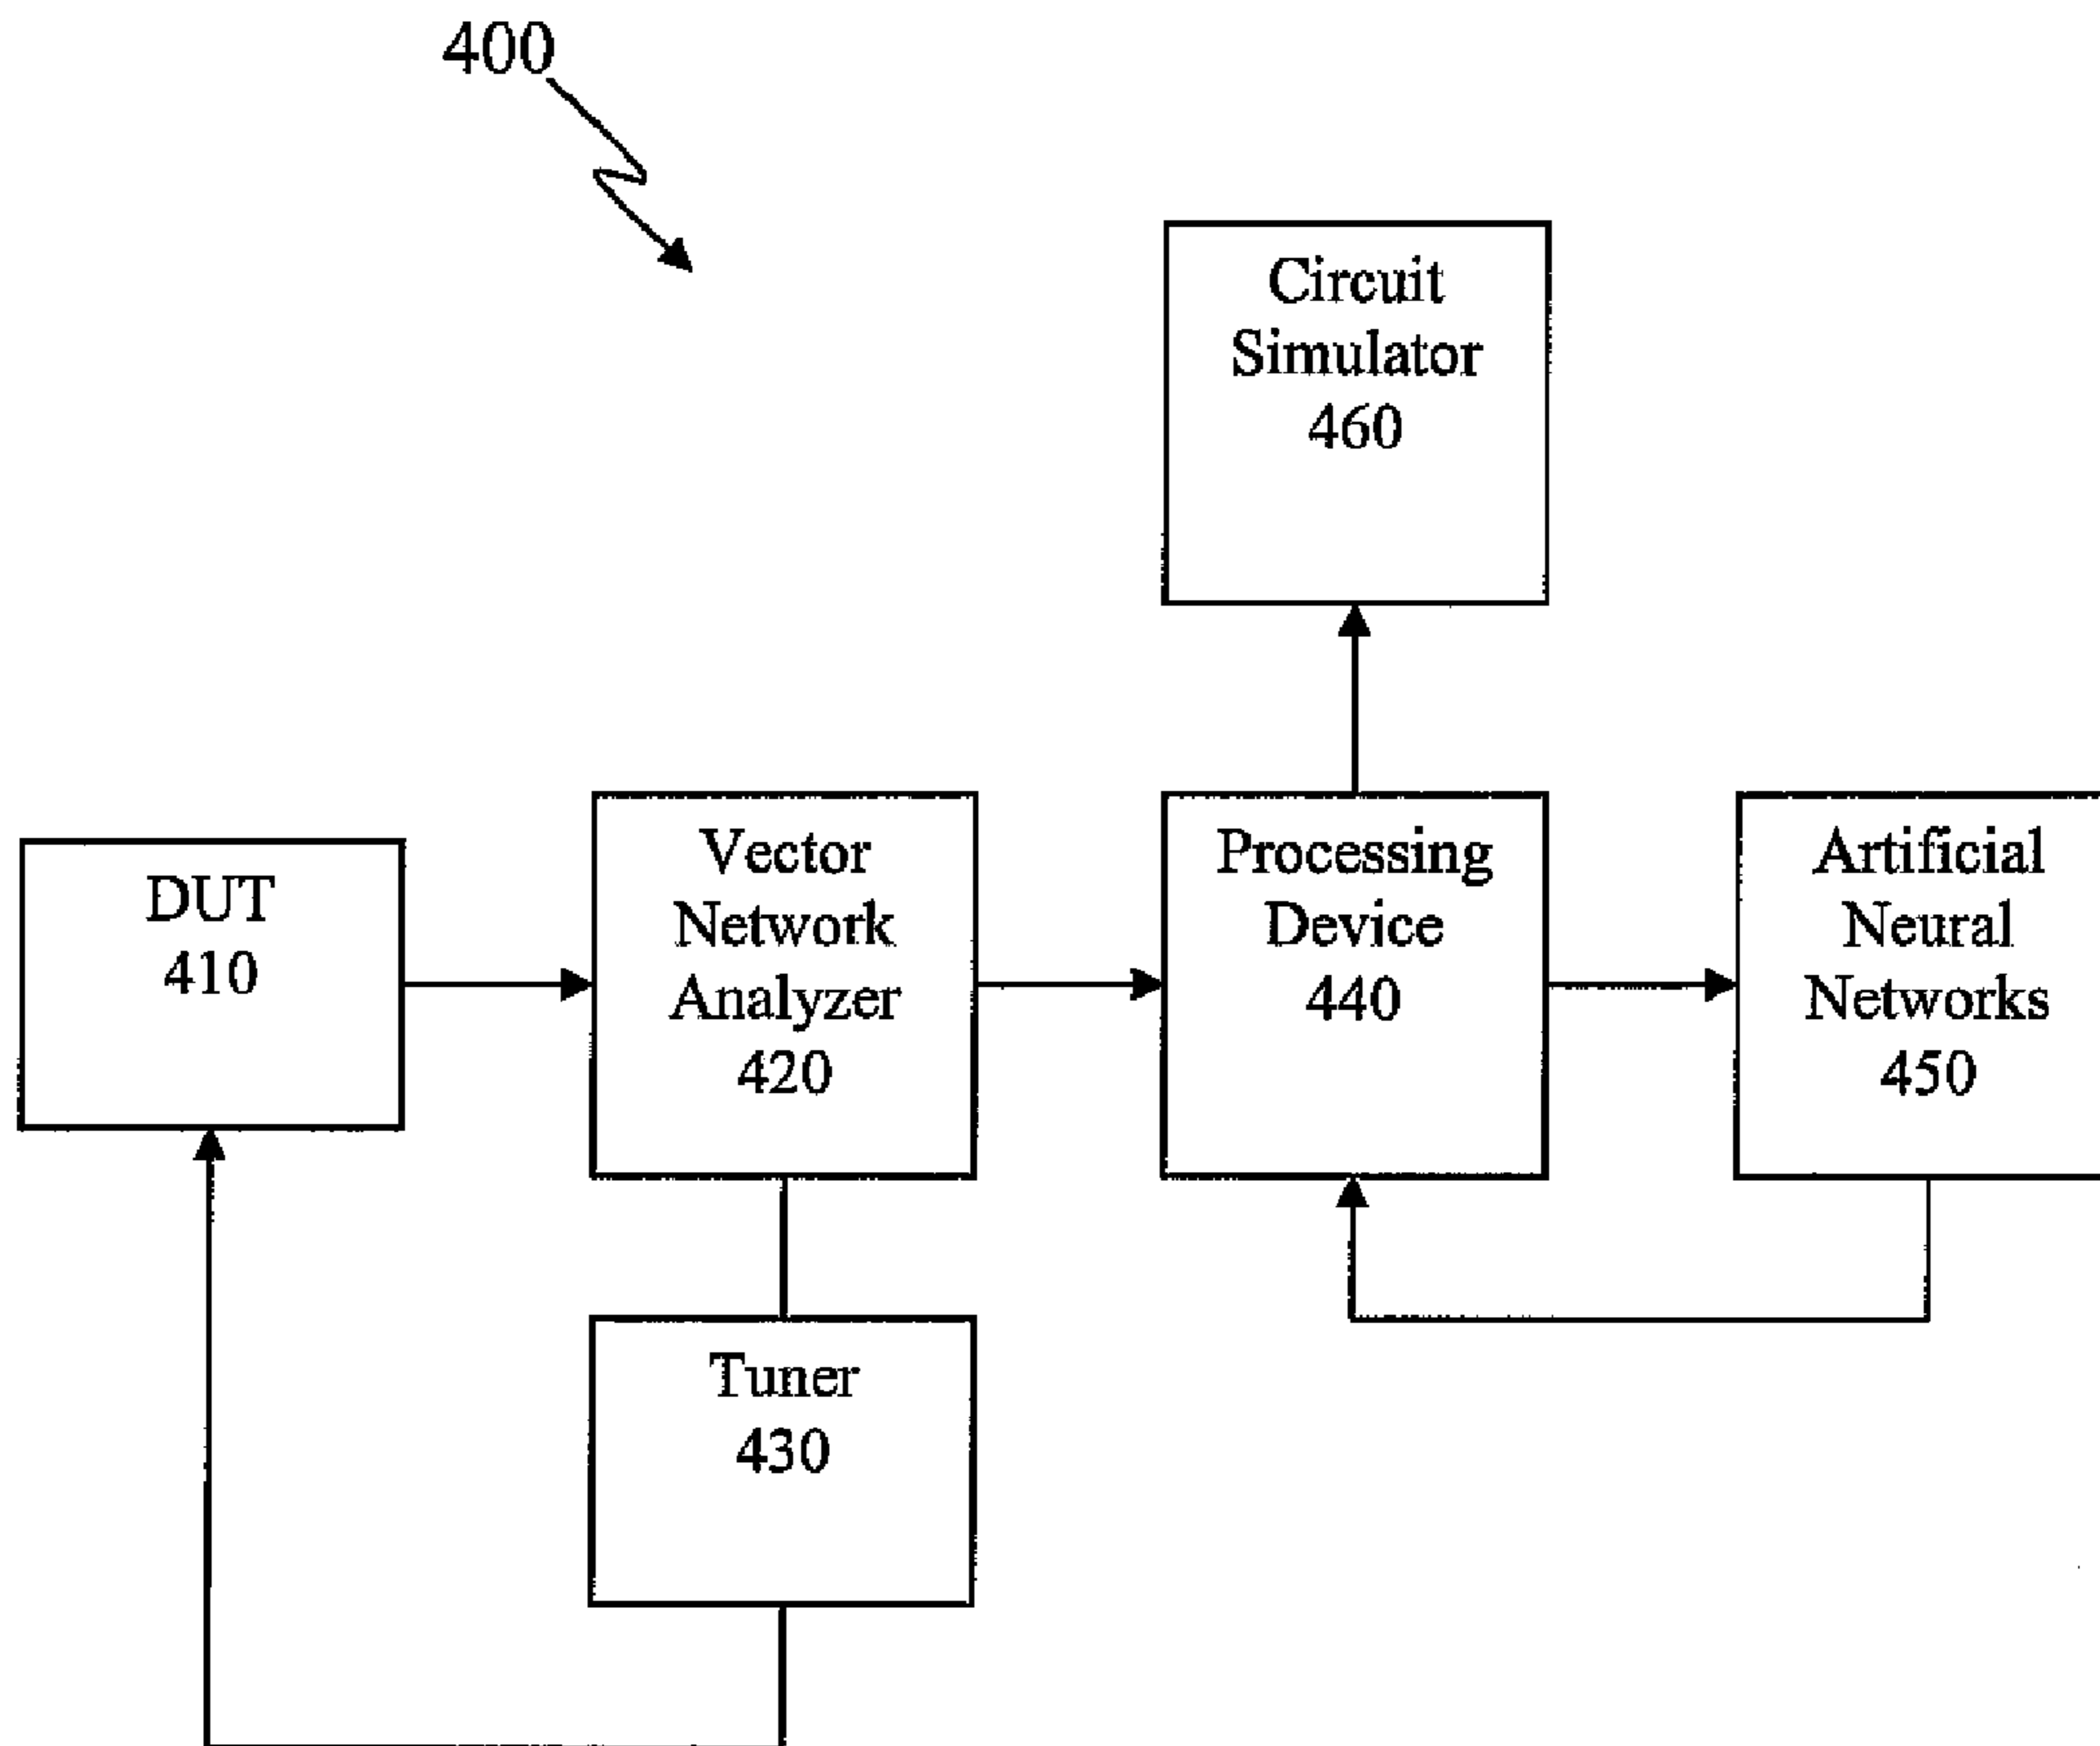 400
Circuit
Simulator
460
DUT
410
Vector
Network
Analyzer
420
Processing
Device
440
Artificial
Neural
Networks
450
Tuner
430